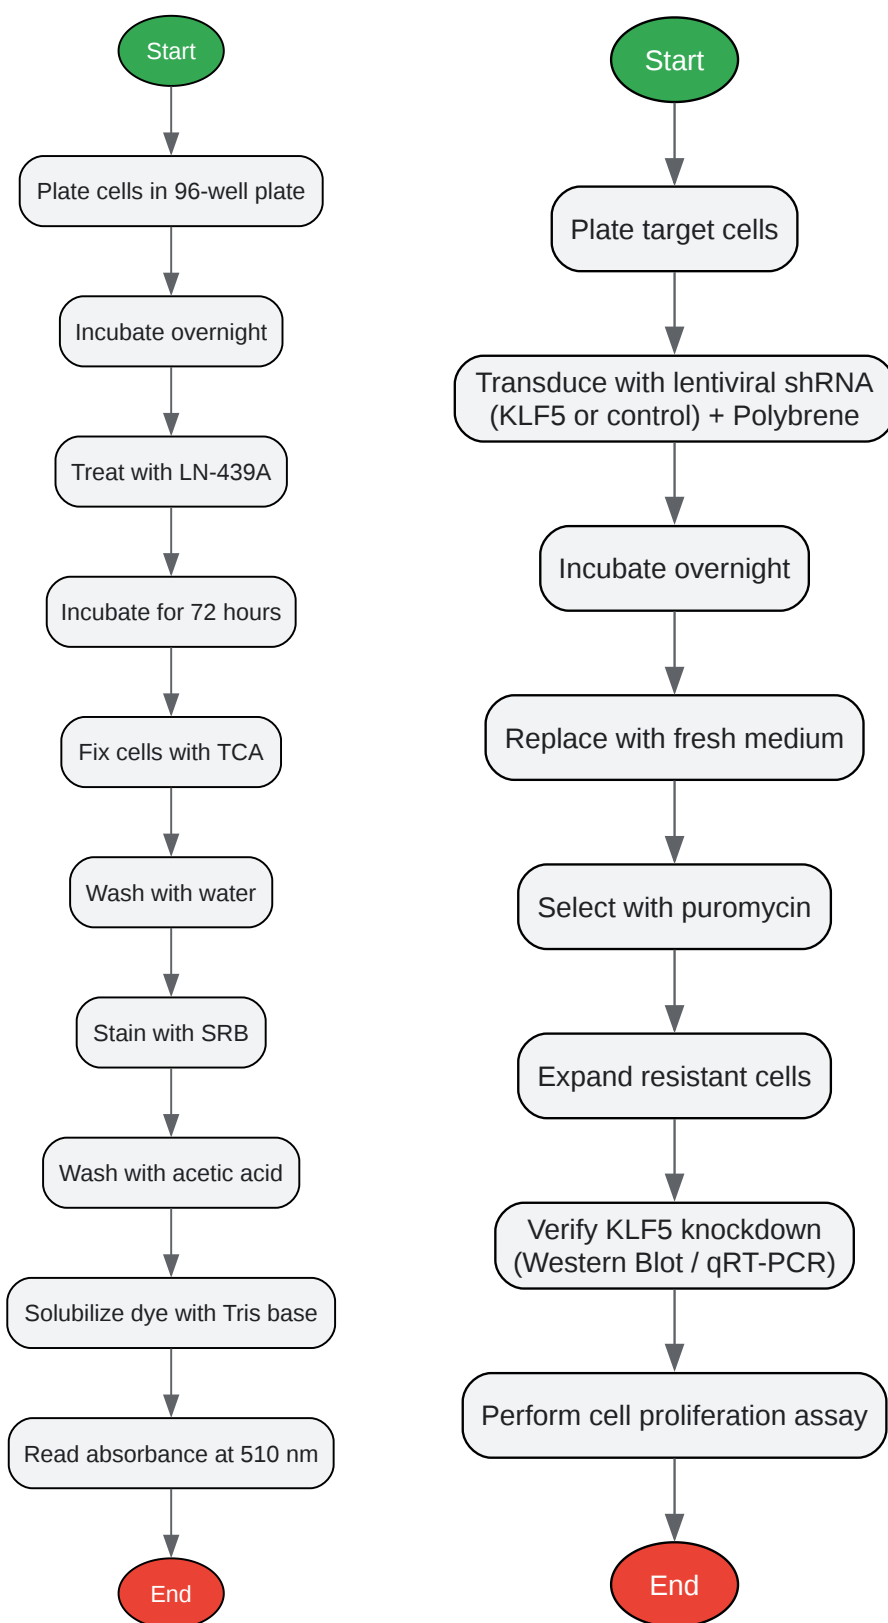 Start
Plate cells in 96-well plate
Incubate overnight
Treat with LN-439A
Incubate for 72 hours
Fix cells with TCA
Wash with water
Stain with SRB
Wash with acetic acid
Solubilize dye with Tris base
Read absorbance at 510 nm
End
Start
Plate target cells
Transduce with lentiviral shRNA
(KLF5 or control) + Polybrene
Incubate overnight
Replace with fresh medium
Select with puromycin
Expand resistant cells
Verify KLF5 knockdown
(Western Blot / qRT-PCR)
Perform cell proliferation assay
End